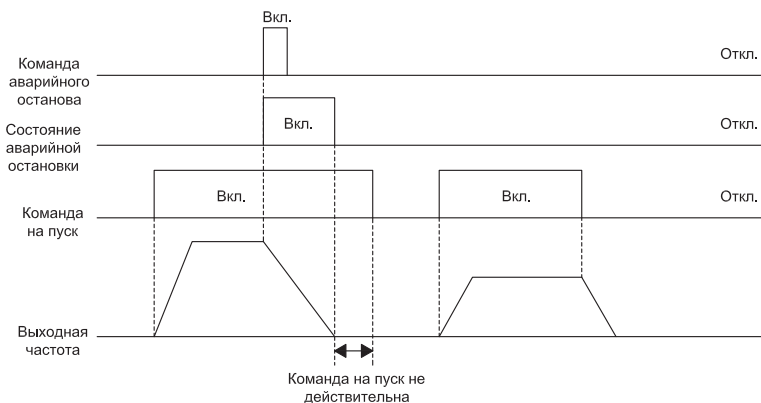 Вкл.
Команда
аварийного
останова
Откл.
Состояние
аварийной
остановки
Вкл.
Откл.
Команда
на пуск
Вкл.
Вкл.
Откл.
Выходная
частота
Команда на пуск не
действительна